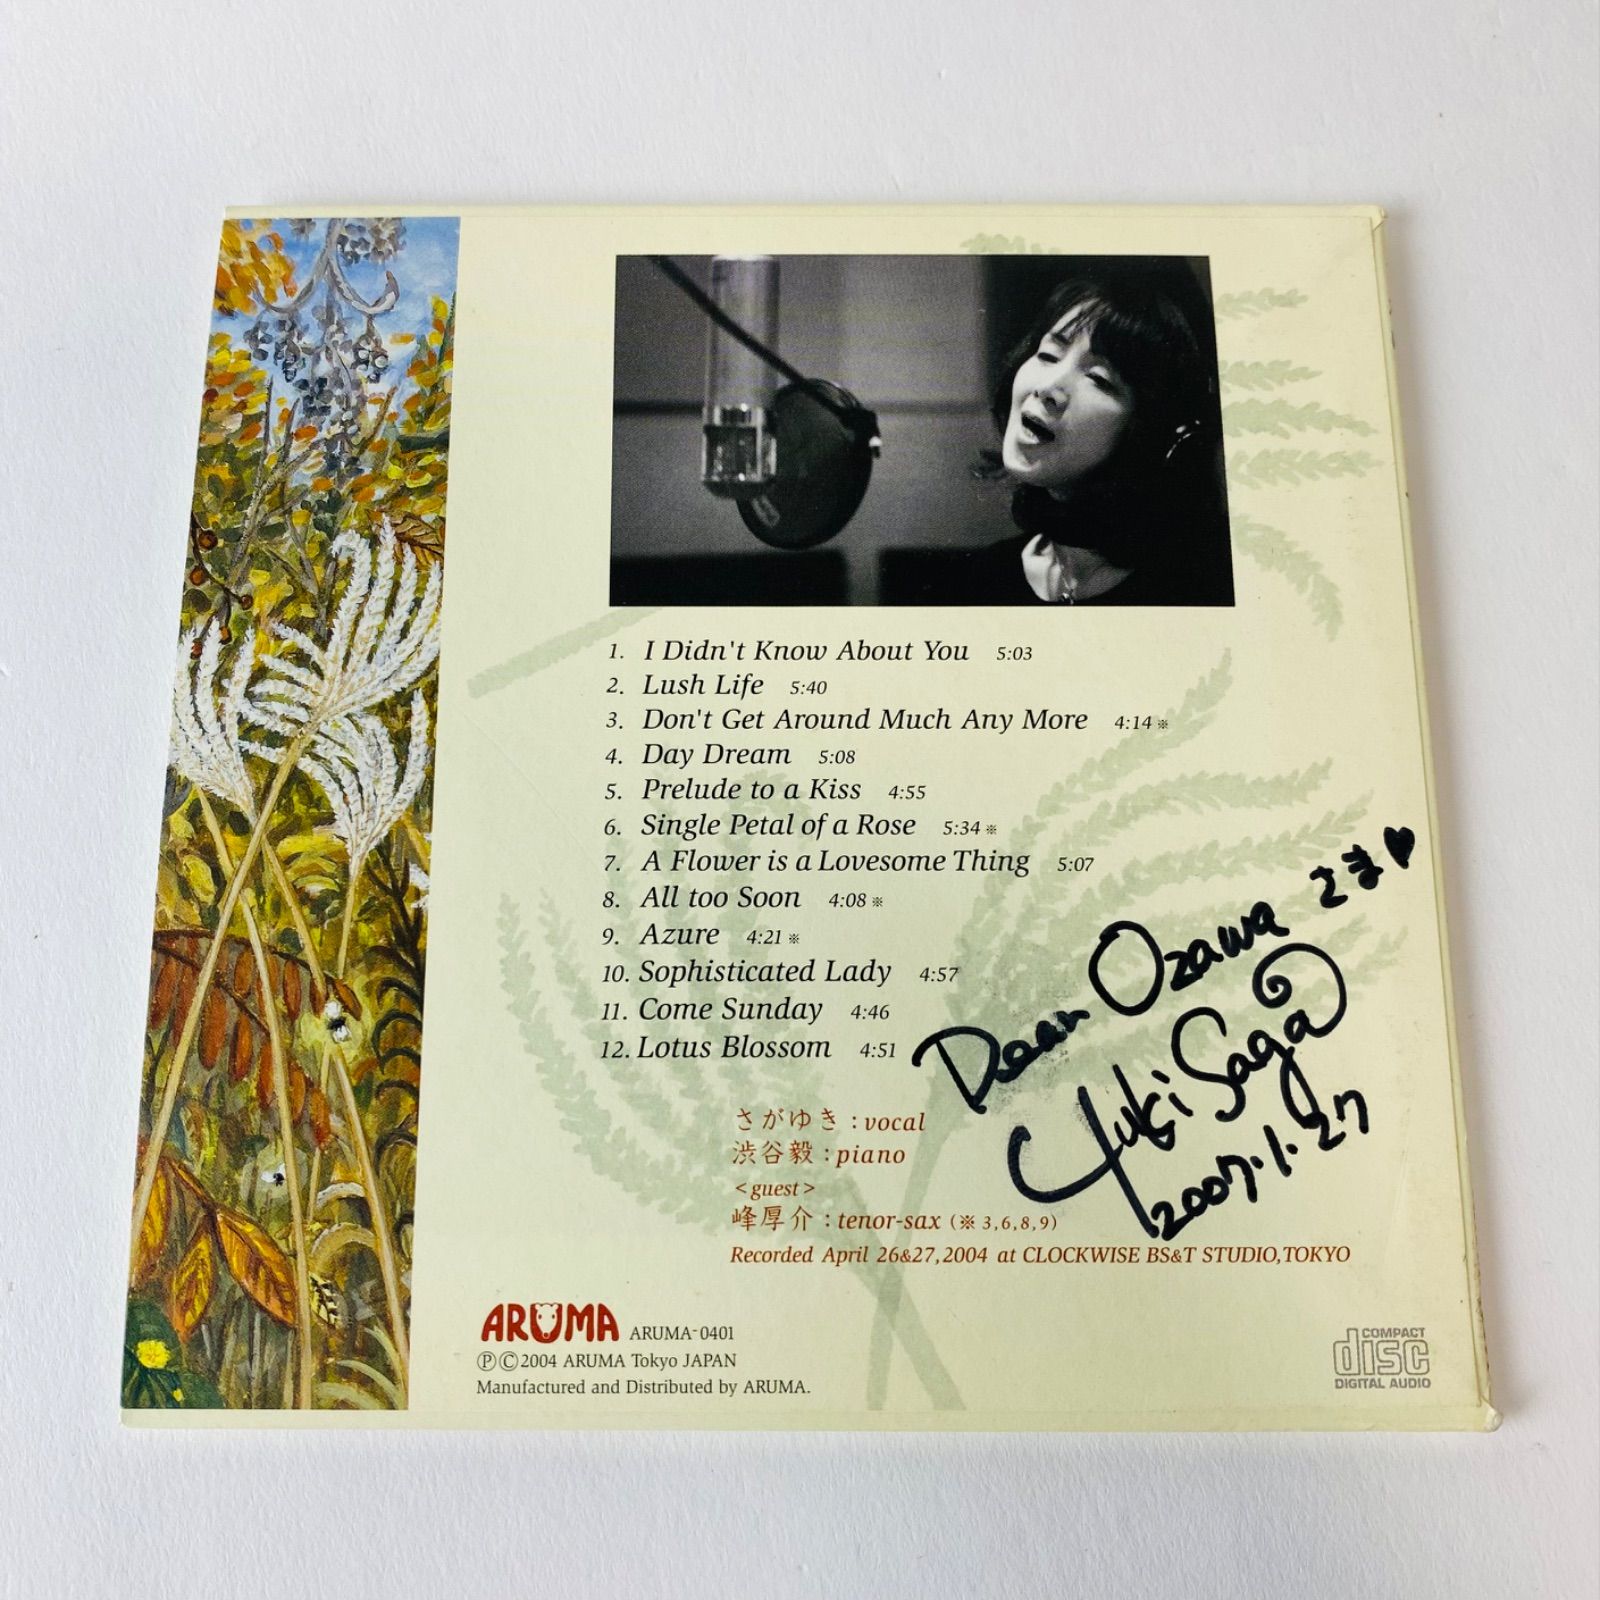 1. I Didn't Know About You 5:03
2. Lush Life 5:40
3. Don't Get Around Much Any More 4:14※
4. Day Dream 5:08
5. Prelude to a Kiss 4:55
6. Single Petal of a Rose 5:34※
7. A Flower is a Lovesome Thing 5:07
8. All too Soon 4:08※
9. Azure 4:21※
10. Sophisticated Lady 4:57
11. Come Sunday 4:46
12. Lotus Blossom 4:51
Dear Ozawa さま♥
Yuki Saga
2007.1.27
さがゆき : vocal
渋谷毅 : piano
<guest>
峰厚介 : tenor-sax (※ 3,6,8,9)
Recorded April 26&27,2004 at CLOCKWISE BS&T STUDIO,TOKYO
ARUMA ARUMA-0401
ⓅⒸ2004 ARUMA Tokyo JAPAN
Manufactured and Distributed by ARUMA.
COMPACT
disc
DIGITAL AUDIO